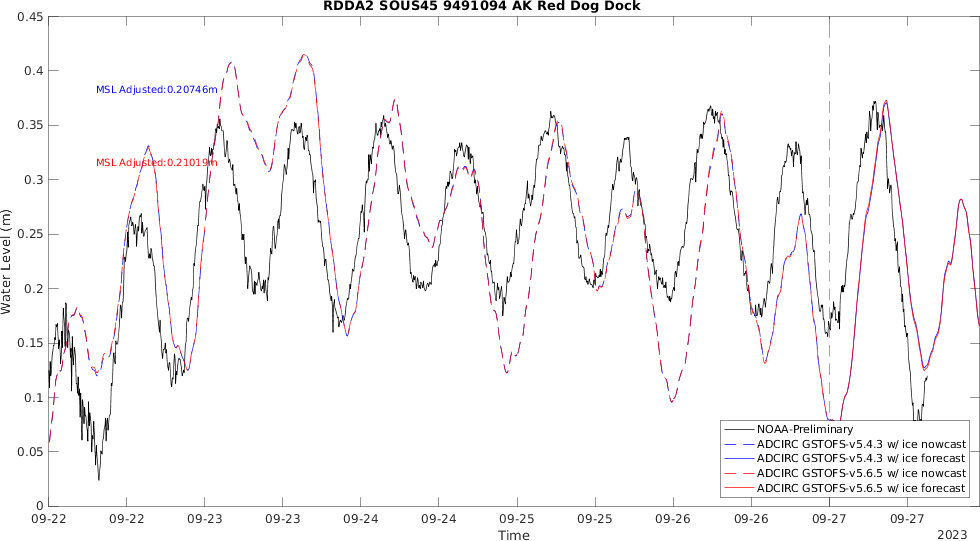 RDDA2 SOUS45 9491094 AK Red Dog Dock
0.45
0.4
MSL Adjusted:0.20746m
0.35
MSL Adjusted:0.21019m
0.3
0.25
0.2
0.15
0.1
0.05
0
Water Level (m)
NOAA-Preliminary
ADCIRC GSTOFS-v5.4.3 w/ ice nowcast
ADCIRC GSTOFS-v5.4.3 w/ ice forecast
ADCIRC GSTOFS-v5.6.5 w/ ice nowcast
ADCIRC GSTOFS-v5.6.5 w/ ice forecast
09-22 09-22 09-23 09-23 09-24 09-24 09-25 09-25 09-26 09-26 09-27 09-27
Time
2023